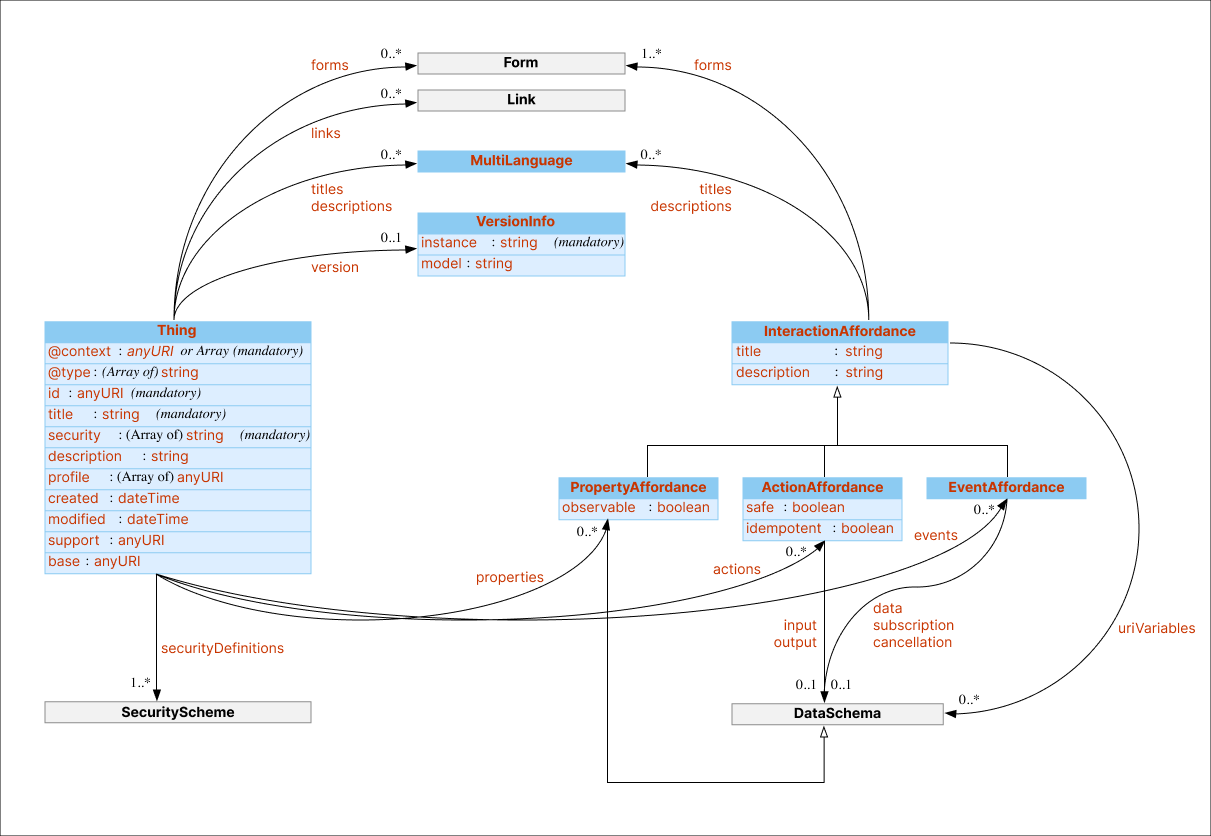 0..*
forms
Form
1..*
forms
0..*
links
Link
0..*
titles
descriptions
MultiLanguage
0..*
titles
descriptions
0..1
version
VersionInfo
instance : string (mandatory)
model : string
Thing
@context : anyURI or Array (mandatory)
@type : (Array of) string
id : anyURI (mandatory)
title : string (mandatory)
security : (Array of) string (mandatory)
description : string
profile : (Array of) anyURI
created : dateTime
modified : dateTime
support : anyURI
base : anyURI
InteractionAffordance
title : string
description : string
PropertyAffordance
observable : boolean
ActionAffordance
safe : boolean
idempotent : boolean
EventAffordance
0..*
properties
0..*
actions
0..*
events
securityDefinitions
1..*
SecurityScheme
input
output
data
subscription
cancellation
uriVariables
0..1
0..1
0..*
DataSchema